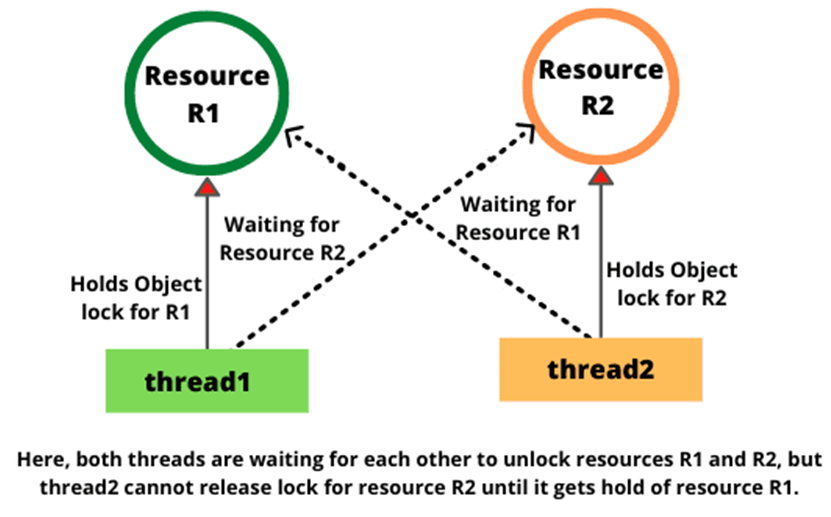 Resource
R1
Resource
R2
Waiting for
Resource R2
Waiting for
Resource R1
Holds Object
lock for R1
Holds Object
lock for R2
thread1
thread2
Here, both threads are waiting for each other to unlock resources R1 and R2, but
thread2 cannot release lock for resource R2 until it gets hold of resource R1.